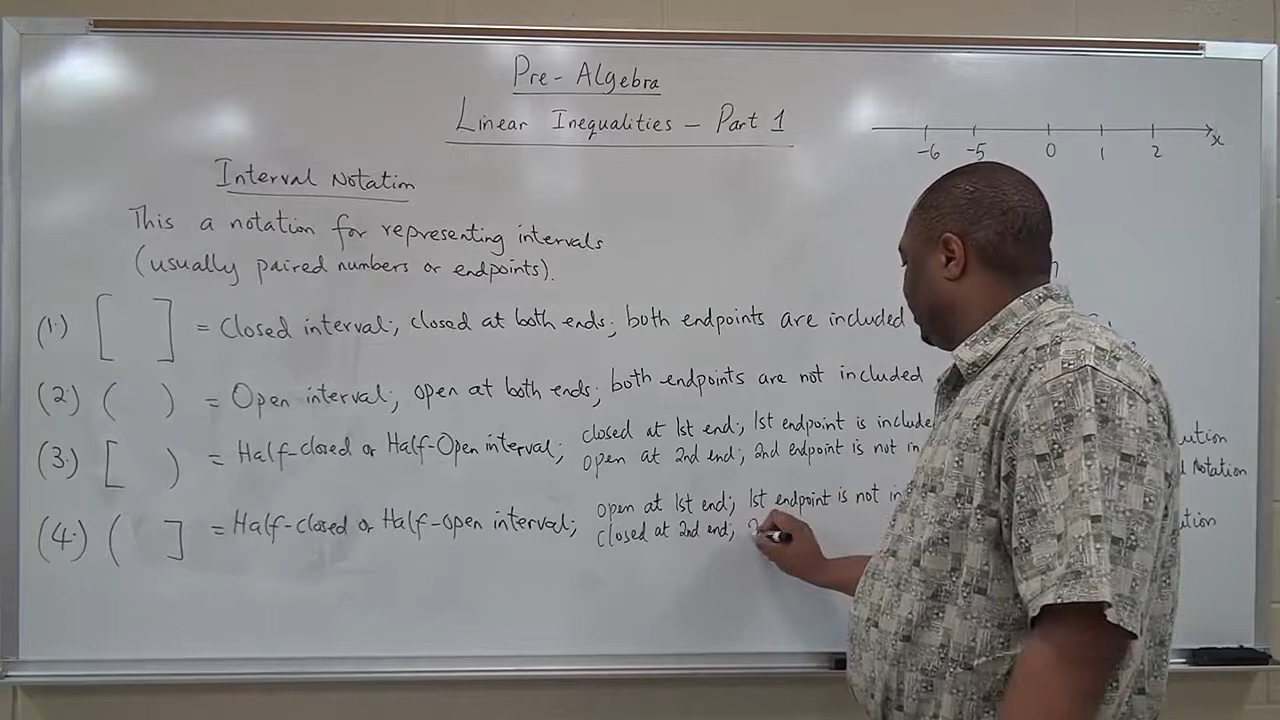 Pre-Algebra
Linear Inequalities - Part 1
-6 -5 0 1 2 x
Interval Notation
This a notation for representing intervals
(usually paired numbers or endpoints).
(1.) [ ] = Closed interval; closed at both ends; both endpoints are included
(2.) ( ) = Open interval; open at both ends; both endpoints are not included
(3.) [ ) = Half-closed or Half-Open interval; closed at 1st end; 1st endpoint is include
open at 2nd end; 2nd endpoint is not in
Notation
(4.) ( ] = Half-closed or Half-open interval; open at 1st end; 1st endpoint is not in
closed at 2nd end; 2